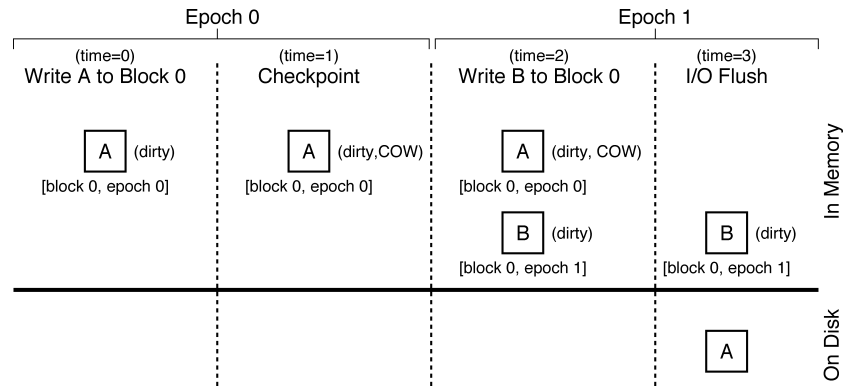 Epoch 0
Epoch 1
(time=0)
Write A to Block 0
(time=1)
Checkpoint
(time=2)
Write B to Block 0
(time=3)
I/O Flush
A (dirty)
[block 0, epoch 0]
A (dirty,COW)
[block 0, epoch 0]
A (dirty, COW)
[block 0, epoch 0]
B (dirty)
[block 0, epoch 1]
B (dirty)
[block 0, epoch 1]
In Memory
A
On Disk